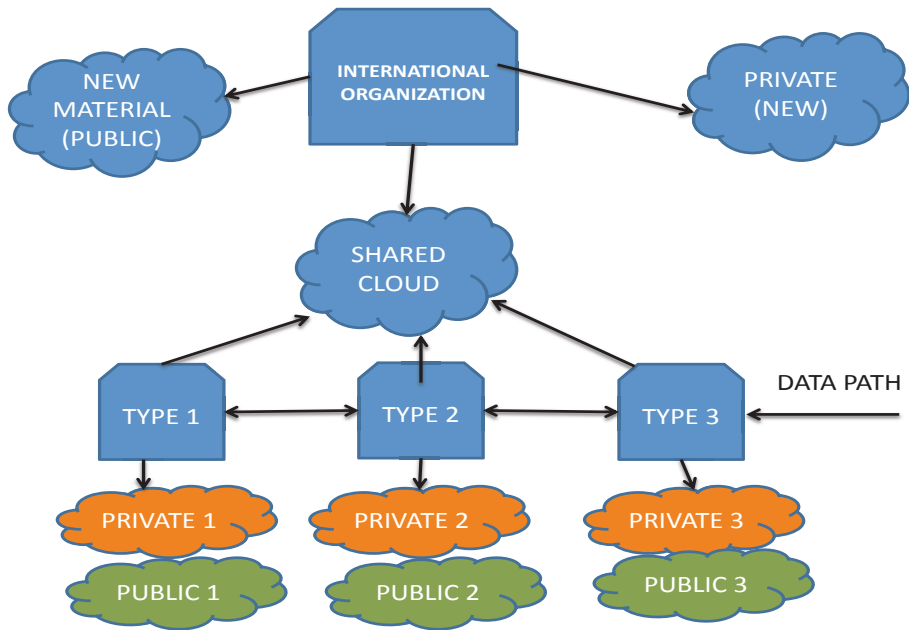 NEW
MATERIAL
(PUBLIC)
INTERNATIONAL
ORGANIZATION
PRIVATE
(NEW)
SHARED
CLOUD
DATA PATH
TYPE 1
TYPE 2
TYPE 3
PRIVATE 1
PRIVATE 2
PRIVATE 3
PUBLIC 1
PUBLIC 2
PUBLIC 3